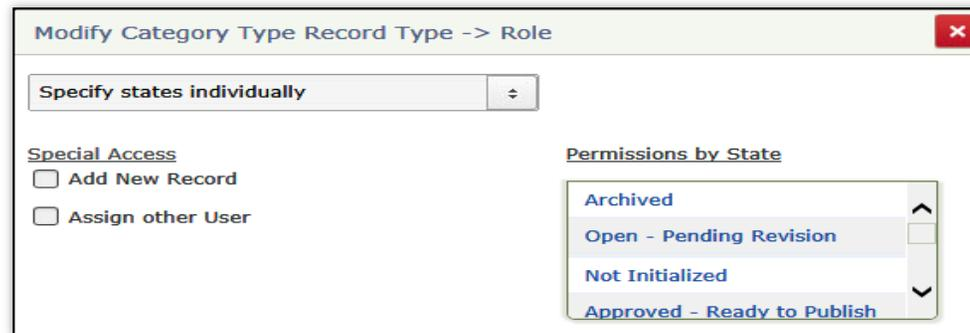 Modify Category Type Record Type -> Role
Specify states individually
Special Access
Add New Record
Assign other User
Permissions by State
Archived
Open - Pending Revision
Not Initialized
Approved - Ready to Publish